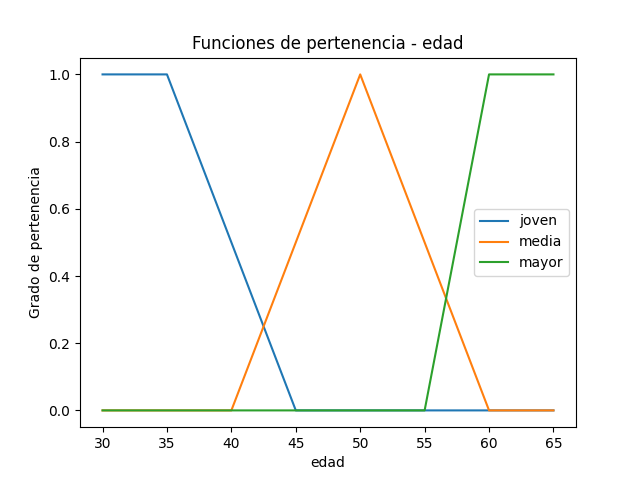 Funciones de pertenencia - edad
Grado de pertenencia
1.0
0.8
0.6
0.4
0.2
0.0
joven
media
mayor
30 35 40 45 50 55 60 65
edad